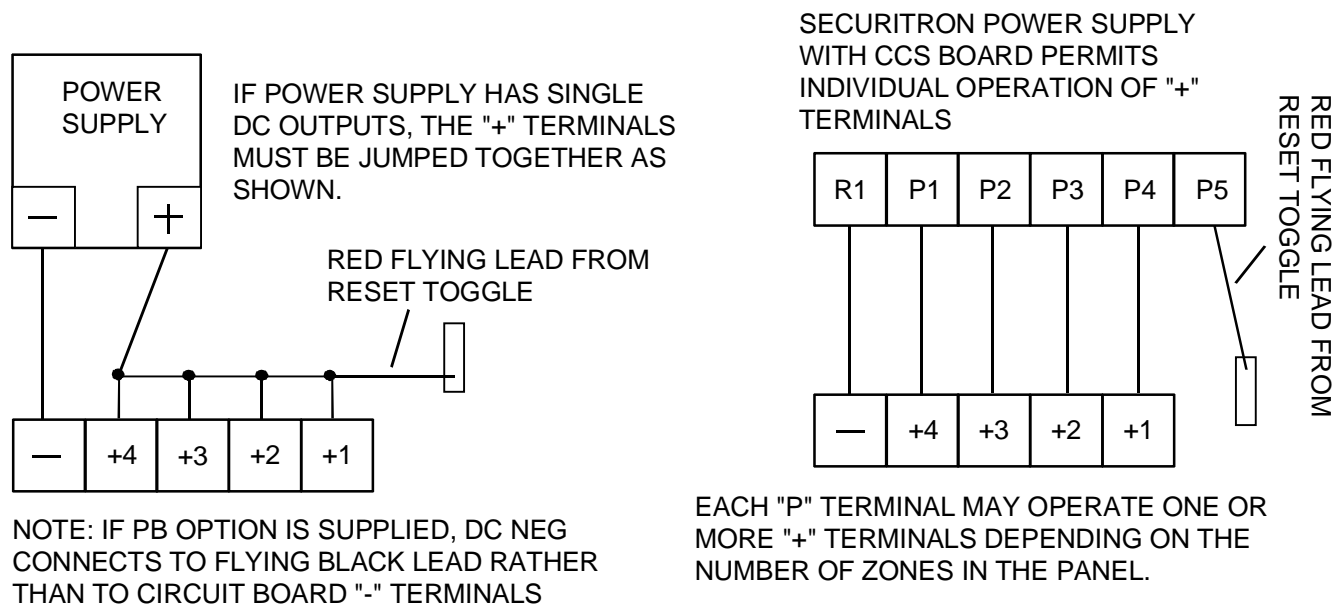 POWER
SUPPLY
IF POWER SUPPLY HAS SINGLE
DC OUTPUTS, THE "+" TERMINALS
MUST BE JUMPED TOGETHER AS
SHOWN.
— +
RED FLYING LEAD FROM
RESET TOGGLE
— +4 +3 +2 +1
NOTE: IF PB OPTION IS SUPPLIED, DC NEG
CONNECTS TO FLYING BLACK LEAD RATHER
THAN TO CIRCUIT BOARD "-" TERMINALS
SECURITRON POWER SUPPLY
WITH CCS BOARD PERMITS
INDIVIDUAL OPERATION OF "+"
TERMINALS
R1 P1 P2 P3 P4 P5
RED FLYING LEAD FROM
RESET TOGGLE
— +4 +3 +2 +1
EACH "P" TERMINAL MAY OPERATE ONE OR
MORE "+" TERMINALS DEPENDING ON THE
NUMBER OF ZONES IN THE PANEL.